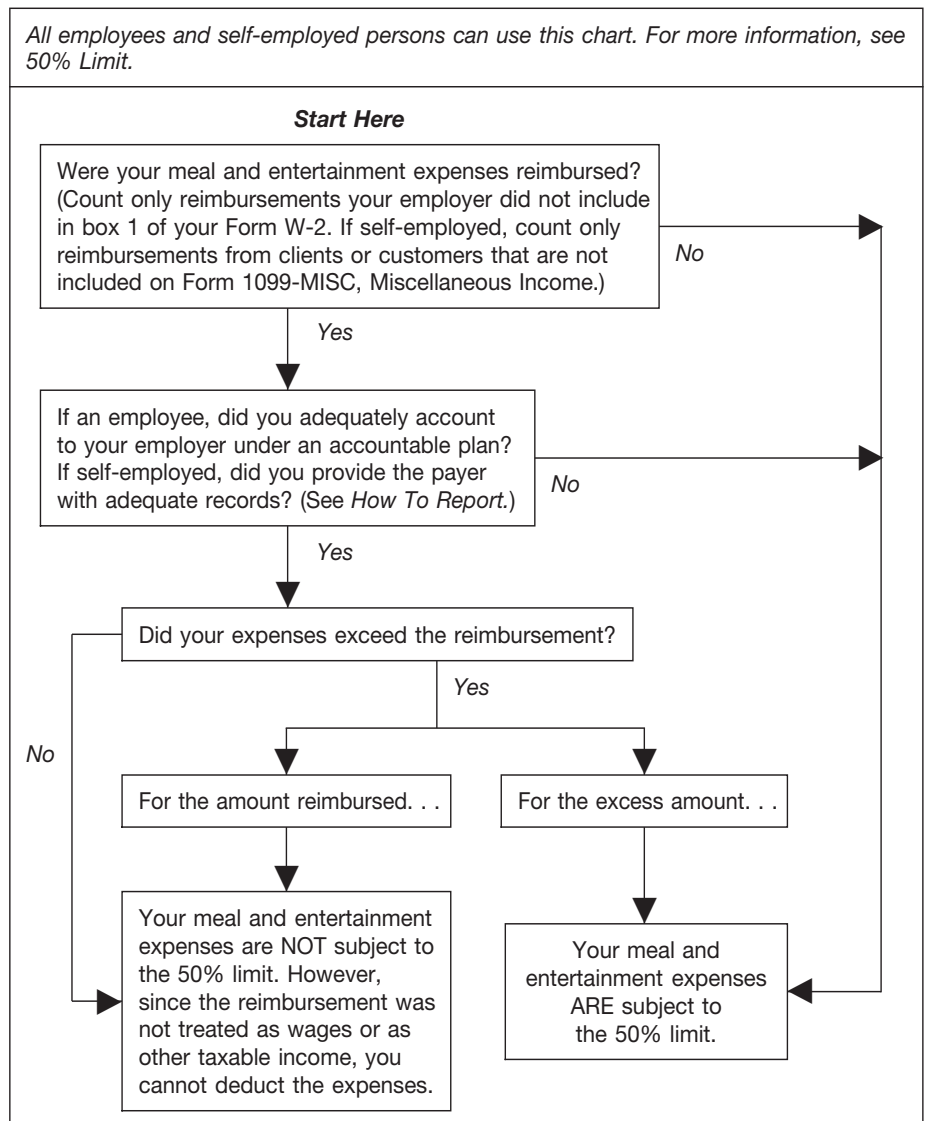 All employees and self-employed persons can use this chart. For more information, see
50% Limit.
Start Here
Were your meal and entertainment expenses reimbursed?
(Count only reimbursements your employer did not include
in box 1 of your Form W-2. If self-employed, count only
reimbursements from clients or customers that are not
included on Form 1099-MISC, Miscellaneous Income.)
No
Yes
If an employee, did you adequately account
to your employer under an accountable plan?
If self-employed, did you provide the payer
with adequate records? (See How To Report.)
No
Yes
Did your expenses exceed the reimbursement?
Yes
No
For the amount reimbursed. . .
For the excess amount. . .
Your meal and entertainment
expenses are NOT subject to
the 50% limit. However,
since the reimbursement was
not treated as wages or as
other taxable income, you
cannot deduct the expenses.
Your meal and
entertainment expenses
ARE subject to
the 50% limit.